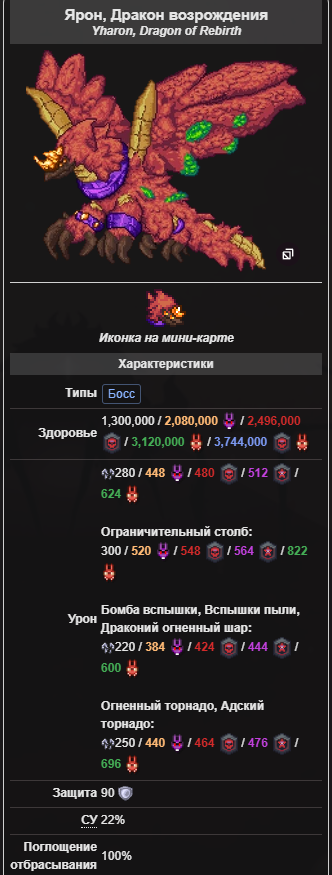 Ярон, Дракон возрождения
Yharon, Dragon of Rebirth
Иконка на мини-карте
Характеристики
Типы Босс
Здоровье 1,300,000 / 2,080,000 / 2,496,000
/ 3,120,000 / 3,744,000
280 / 448 / 480 / 512 /
624
Ограничительный столб:
300 / 520 / 548 / 564 / 822
Бомба вспышки, Вспышки пыли,
Урон Драконий огненный шар:
220 / 384 / 424 / 444 /
600
Огненный торнадо, Адский
торнадо:
250 / 440 / 464 / 476 /
696
Защита 90
СУ 22%
Поглощение
отбрасывания 100%